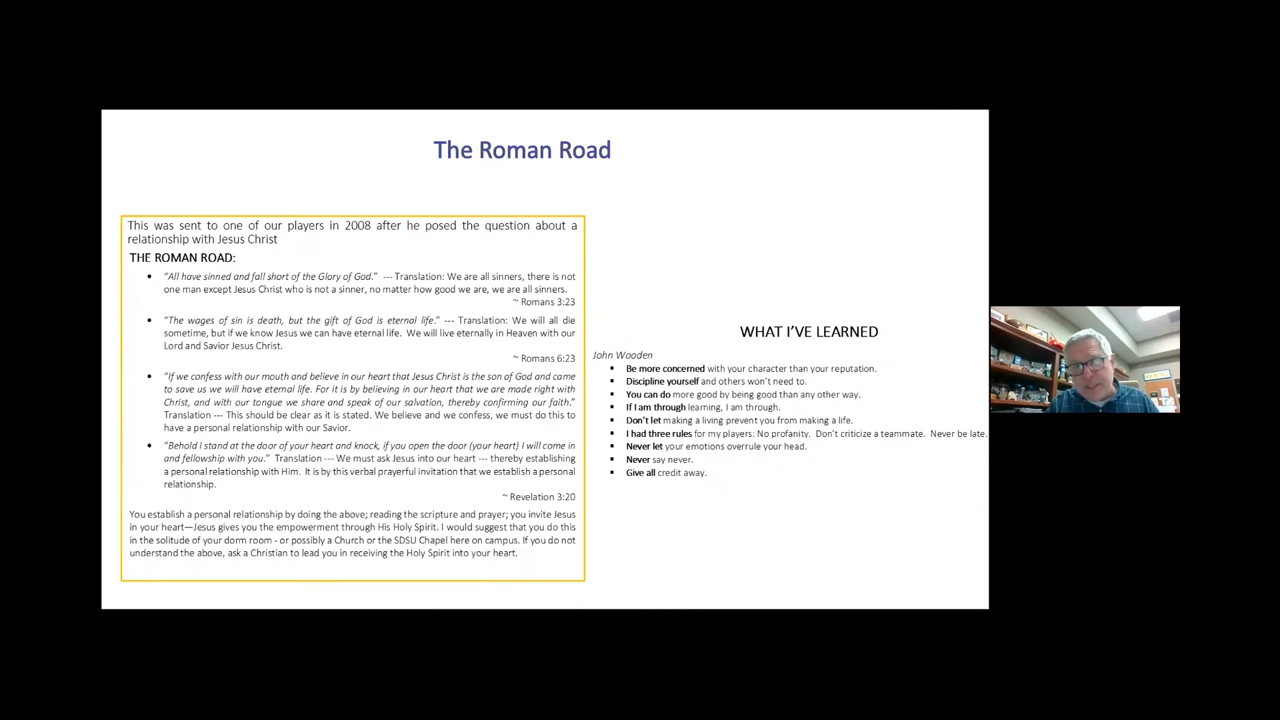 The Roman Road
This was sent to one of our players in 2008 after he posed the question about a
relationship with Jesus Christ
THE ROMAN ROAD:
• “All have sinned and fall short of the Glory of God.” --- Translation: We are all sinners, there is not
one man except Jesus Christ who is not a sinner, no matter how good we are, we are all sinners.
~ Romans 3:23
• “The wages of sin is death, but the gift of God is eternal life.” --- Translation: We will all die
sometime, but if we know Jesus we can have eternal life. We will live eternally in Heaven with our
Lord and Savior Jesus Christ.
~ Romans 6:23
• “If we confess with our mouth and believe in our heart that Jesus Christ is the son of God and came
to save us we will have eternal life. For it is by believing in our heart that we are made right with
Christ, and with our tongue we share and speak of our salvation, thereby confirming our faith.”
Translation --- This should be clear as it is stated. We believe and we confess, we must do this to
have a personal relationship with our Savior.
• “Behold I stand at the door of your heart and knock, if you open the door (your heart) I will come in
and fellowship with you.” Translation --- We must ask Jesus into our heart --- thereby establishing
a personal relationship with Him. It is by this verbal prayerful invitation that we establish a personal
relationship.
~ Revelation 3:20
You establish a personal relationship by doing the above; reading the scripture and prayer; you invite Jesus
in your heart—Jesus gives you the empowerment through His Holy Spirit. I would suggest that you do this
in the solitude of your dorm room - or possibly a Church or the SDSU Chapel here on campus. If you do not
understand the above, ask a Christian to lead you in receiving the Holy Spirit into your heart.
WHAT I’VE LEARNED
John Wooden
▪ Be more concerned with your character than your reputation.
▪ Discipline yourself and others won’t need to.
▪ You can do more good by being good than any other way.
▪ If I am through learning, I am through.
▪ Don’t let making a living prevent you from making a life.
▪ I had three rules for my players: No profanity. Don’t criticize a teammate. Never be late.
▪ Never let your emotions overrule your head.
▪ Never say never.
▪ Give all credit away.